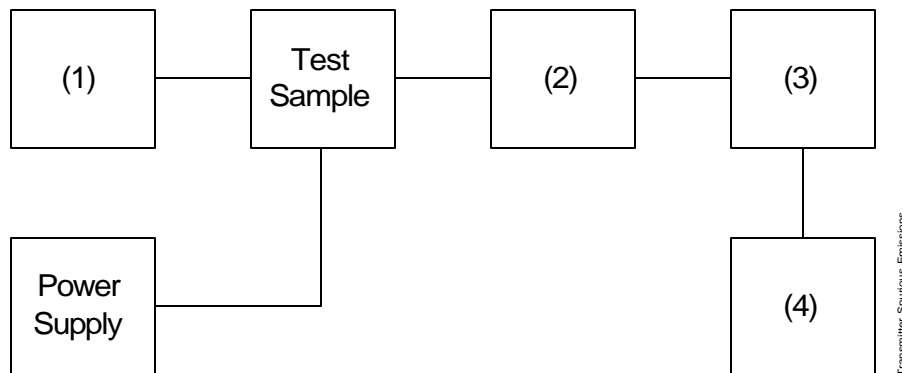 (1)
Test
Sample
(2)
(3)
Power
Supply
(4)
Transmitter Spurious Emissions